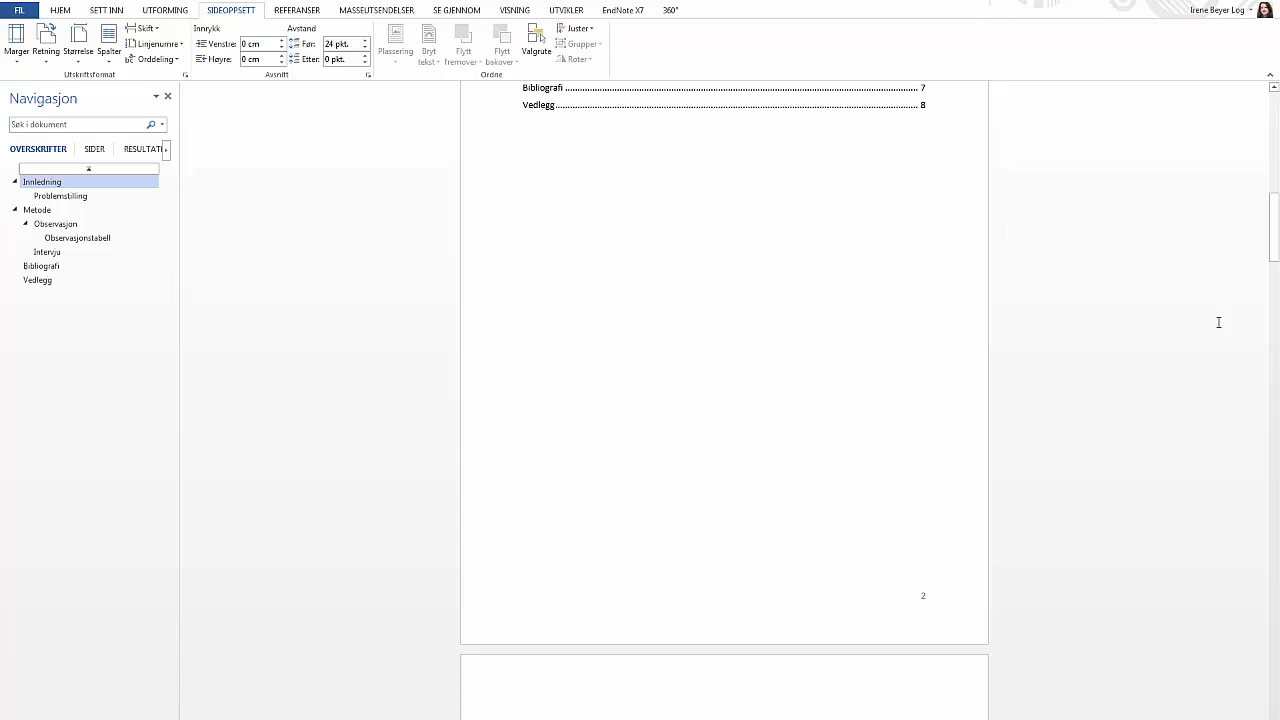 FIL HJEM SETT INN UTFORMING SIDEOPPSETT REFERANSER MASSEUTSENDELSER SE GJENNOM VISNING UTVIKLER EndNote X7 360° Irene Beyer Log
Marger Retning Størrelse Spalter Skift Linjenumre Orddeling
Utskriftsformat
Innrykk Avstand
Venstre: 0 cm Før: 24 pkt.
Høyre: 0 cm Etter: 0 pkt.
Avsnitt
Plassering Bryt tekst Flytt fremover Flytt bakover Valgrute Juster Grupper Roter
Ordne
Navigasjon
Søk i dokument
OVERSKRIFTER SIDER RESULTATE
Innledning
Problemstilling
Metode
Observasjon
Observasjonstabell
Intervju
Bibliografi
Vedlegg
Bibliografi ........ 7
Vedlegg ........ 8
2